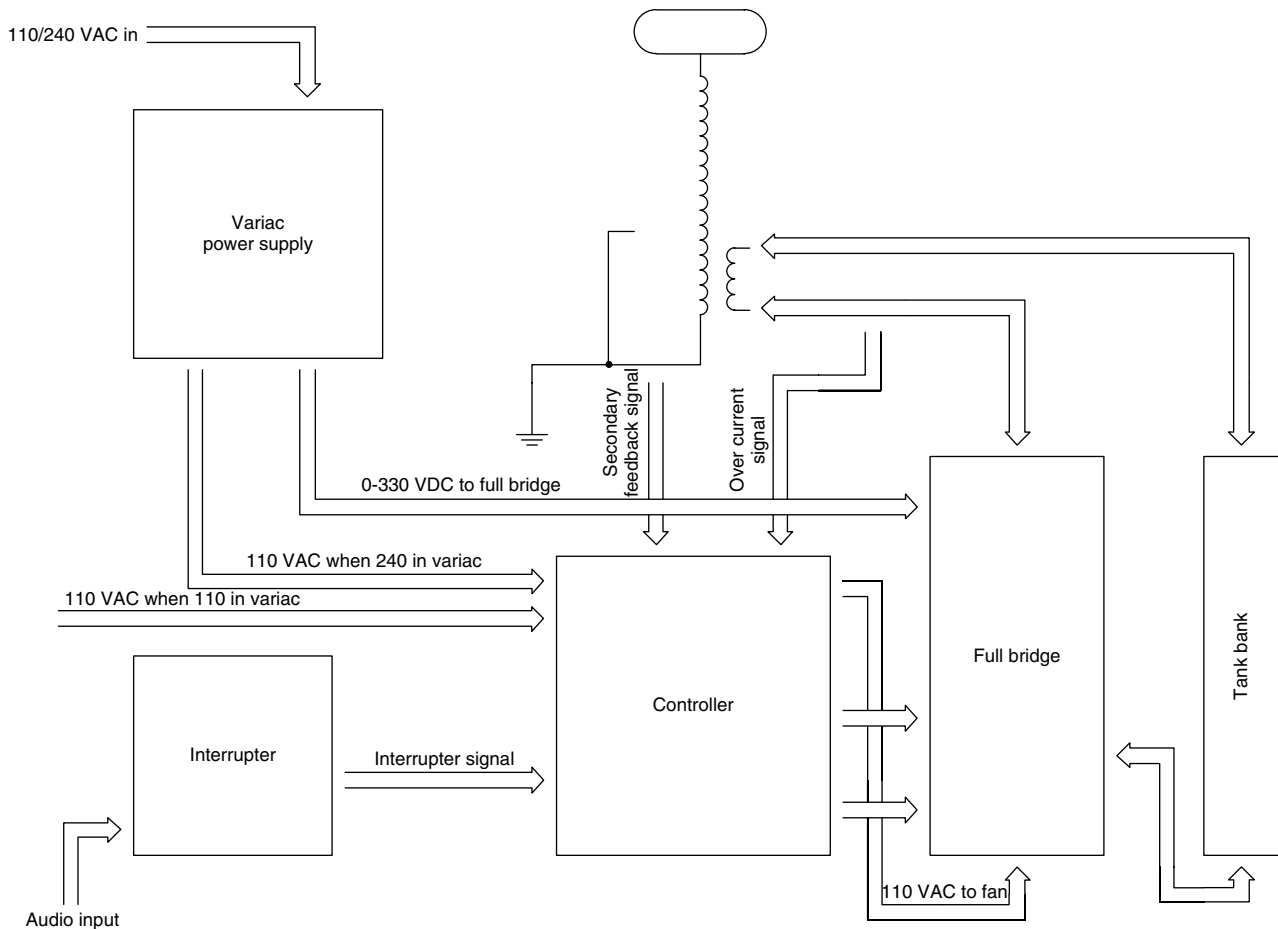 110/240 VAC in
Variac
power supply
Secondary
feedback signal
Over current
signal
0-330 VDC to full bridge
110 VAC when 240 in variac
110 VAC when 110 in variac
Full bridge
Tank bank
Controller
Interrupter
Interrupter signal
110 VAC to fan
Audio input